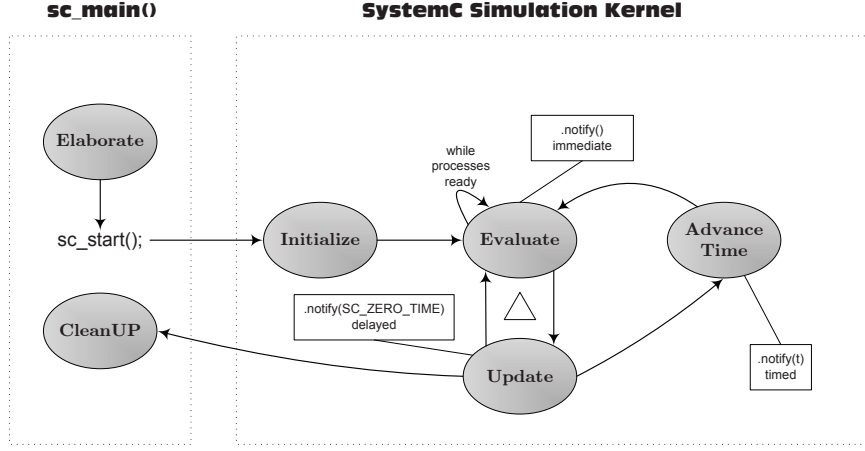 sc_main()
SystemC Simulation Kernel
Elaborate
sc_start();
CleanUP
Initialize
while
processes
ready
.notify()
immediate
Evaluate
Advance
Time
.notify(SC_ZERO_TIME)
delayed
Update
.notify(t)
timed